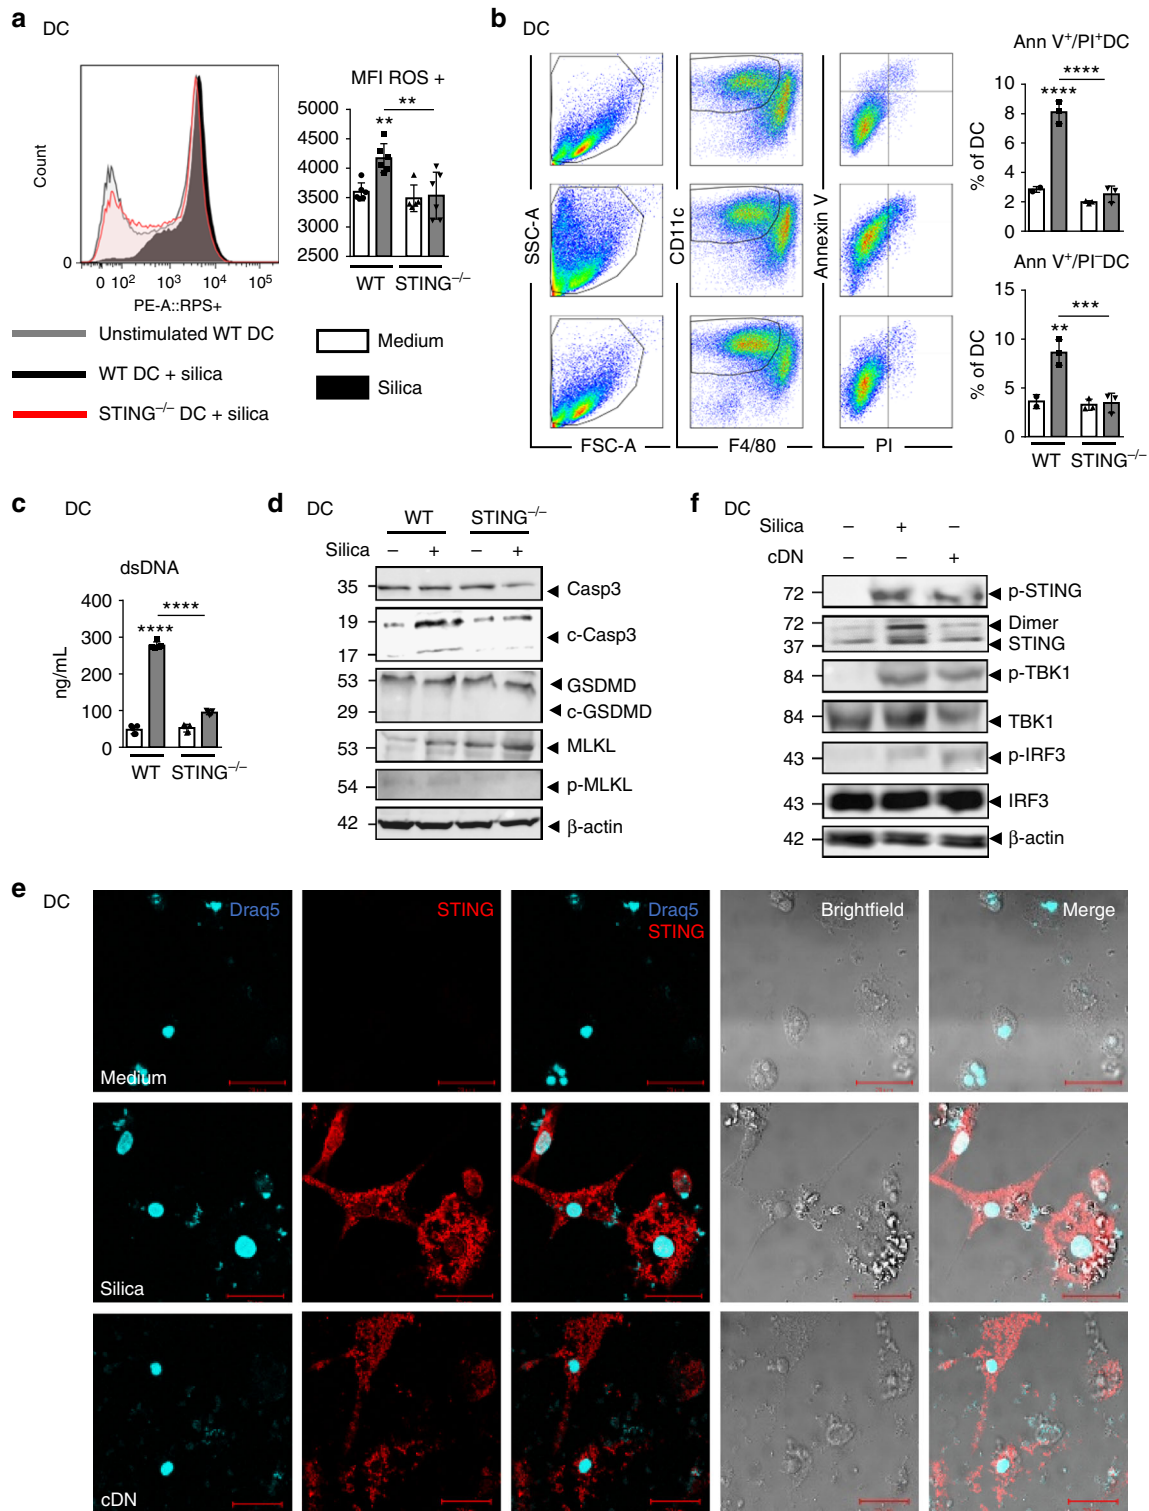 a
DC
MFI ROS +
Count
0
0 10² 10³ 10⁴ 10⁵
PE-A::RPS+
5000
4500
4000
3500
3000
2500
**
**
WT STING⁻/⁻
Unstimulated WT DC
WT DC + silica
STING⁻/⁻ DC + silica
Medium
Silica
b
DC
SSC-A
FSC-A
CD11c
F4/80
Annexin V
PI
Ann V⁺/PI⁺DC
% of DC
10
8
6
4
2
0
****
****
Ann V⁺/PI⁻DC
% of DC
15
10
5
0
***
**
WT STING⁻/⁻
c
DC
dsDNA
ng/mL
400
300
200
100
0
****
****
WT STING⁻/⁻
d
DC
WT STING⁻/⁻
Silica – + – +
35 Casp3
19
c-Casp3
17
53 GSDMD
29 c-GSDMD
53 MLKL
54 p-MLKL
42 β-actin
f
DC
Silica – + –
cDN – – +
72 p-STING
72 Dimer
37 STING
84 p-TBK1
84 TBK1
43 p-IRF3
43 IRF3
42 β-actin
e
DC
Draq5
STING
Draq5
STING
Brightfield
Merge
Medium
Silica
cDN